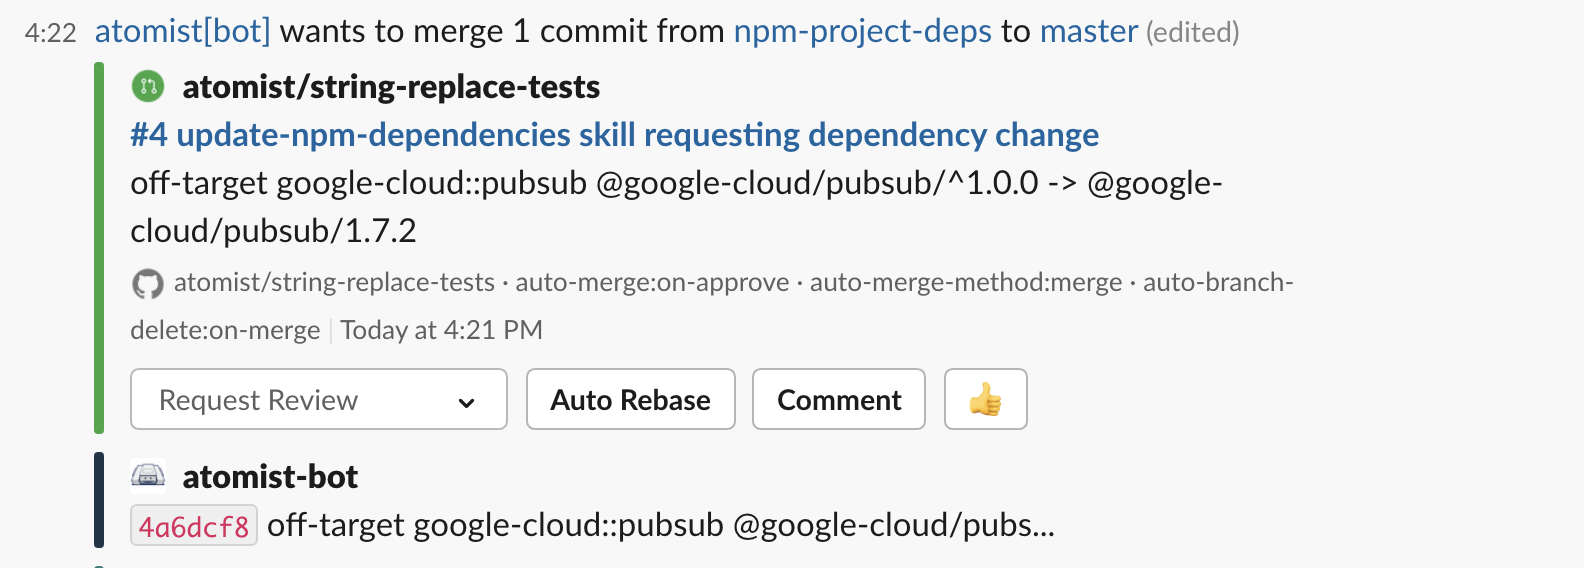 4:22 atomist[bot] wants to merge 1 commit from npm-project-deps to master (edited)
atomist/string-replace-tests
#4 update-npm-dependencies skill requesting dependency change
off-target google-cloud::pubsub @google-cloud/pubsub/^1.0.0 -> @google-
cloud/pubsub/1.7.2
atomist/string-replace-tests · auto-merge:on-approve · auto-merge-method:merge · auto-branch-
delete:on-merge | Today at 4:21 PM
Request Review Auto Rebase Comment 👍
atomist-bot
4a6dcf8 off-target google-cloud::pubsub @google-cloud/pubs...